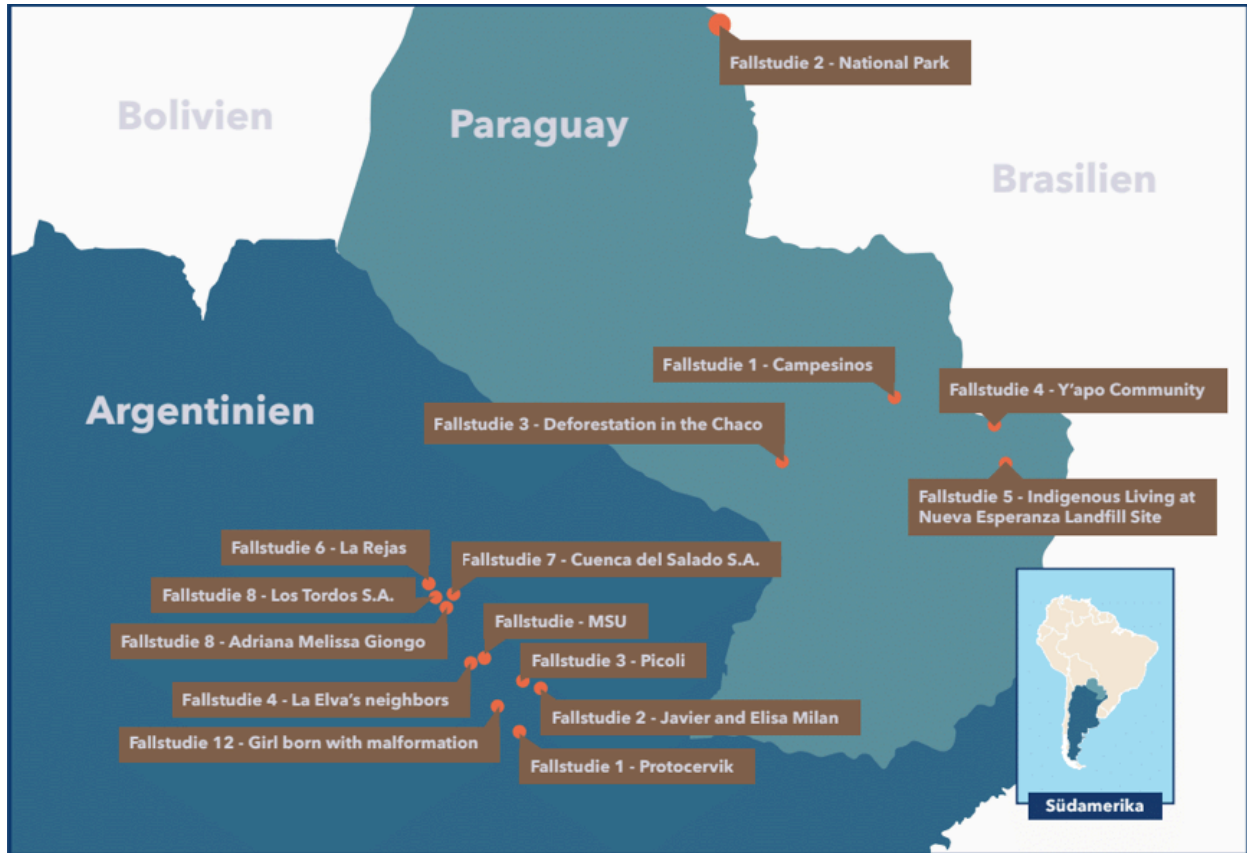 Fallstudie 2 - National Park
Bolivien
Paraguay
Brasilien
Fallstudie 1 - Campesinos
Fallstudie 4 - Y'apo Community
Argentinien
Fallstudie 3 - Deforestation in the Chaco
Fallstudie 5 - Indigenous Living at
Nueva Esperanza Landfill Site
Fallstudie 6 - La Rejas
Fallstudie 7 - Cuenca del Salado S.A.
Fallstudie 8 - Los Tordos S.A.
Fallstudie 8 - Adriana Melissa Giongo
Fallstudie - MSU
Fallstudie 3 - Picoli
Fallstudie 4 - La Elva's neighbors
Fallstudie 2 - Javier and Elisa Milan
Fallstudie 12 - Girl born with malformation
Fallstudie 1 - Protocervik
Südamerika